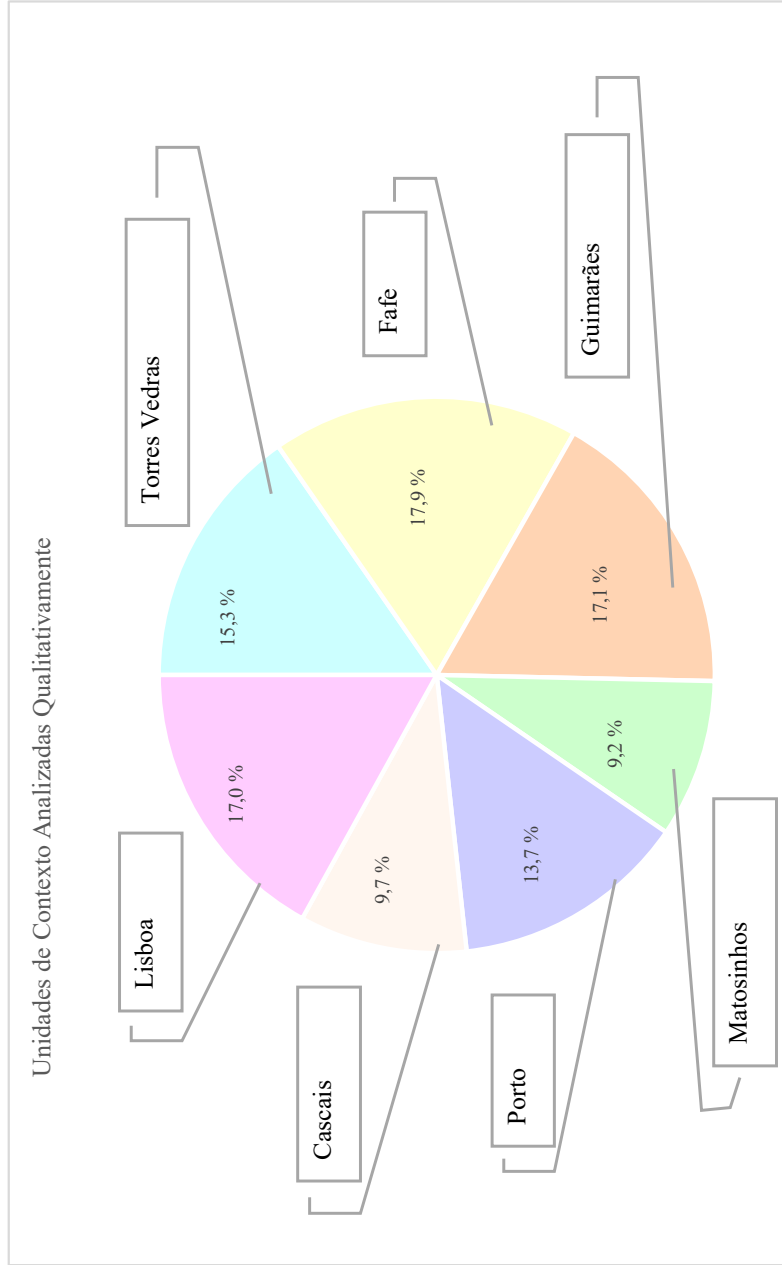 Unidades de Contexto Analizadas Qualitativamente
Lisboa
Torres Vedras
17,0 %
15,3 %
Cascais
9,7 %
17,9 %
Fafe
Porto
13,7 %
9,2 %
17,1 %
Guimarães
Matosinhos